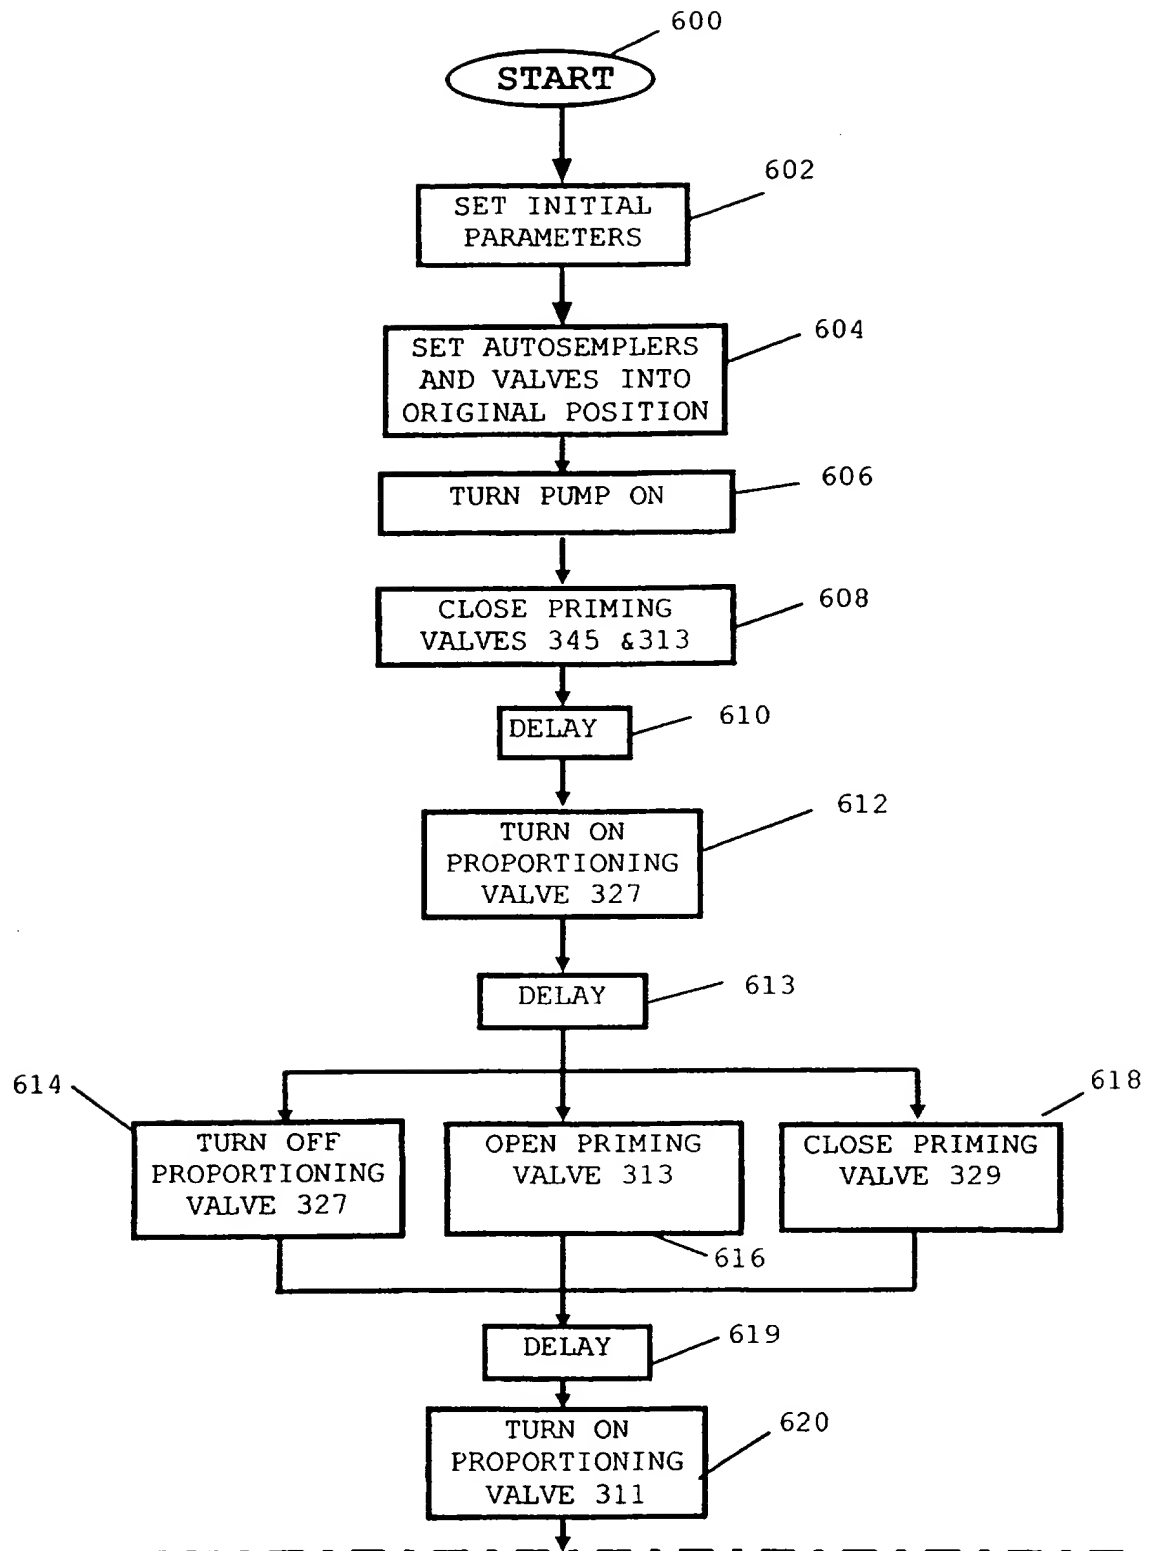 600
START
602
SET INITIAL
PARAMETERS
604
SET AUTOSEMPLERS
AND VALVES INTO
ORIGINAL POSITION
606
TURN PUMP ON
608
CLOSE PRIMING
VALVES 345 &313
610
DELAY
612
TURN ON
PROPORTIONING
VALVE 327
613
DELAY
614
TURN OFF
PROPORTIONING
VALVE 327
OPEN PRIMING
VALVE 313
616
618
CLOSE PRIMING
VALVE 329
619
DELAY
620
TURN ON
PROPORTIONING
VALVE 311